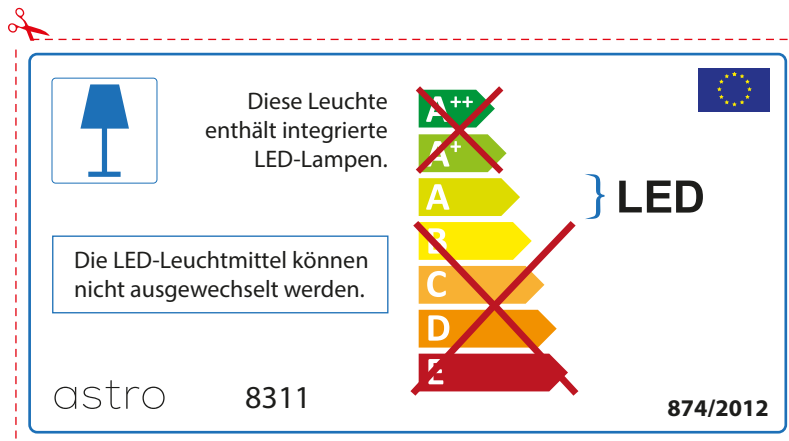 Diese Leuchte
enthält integrierte
LED-Lampen.
Die LED-Leuchtmittel können
nicht ausgewechselt werden.
A++
A+
A
B
C
D
E
LED
astro
8311
874/2012